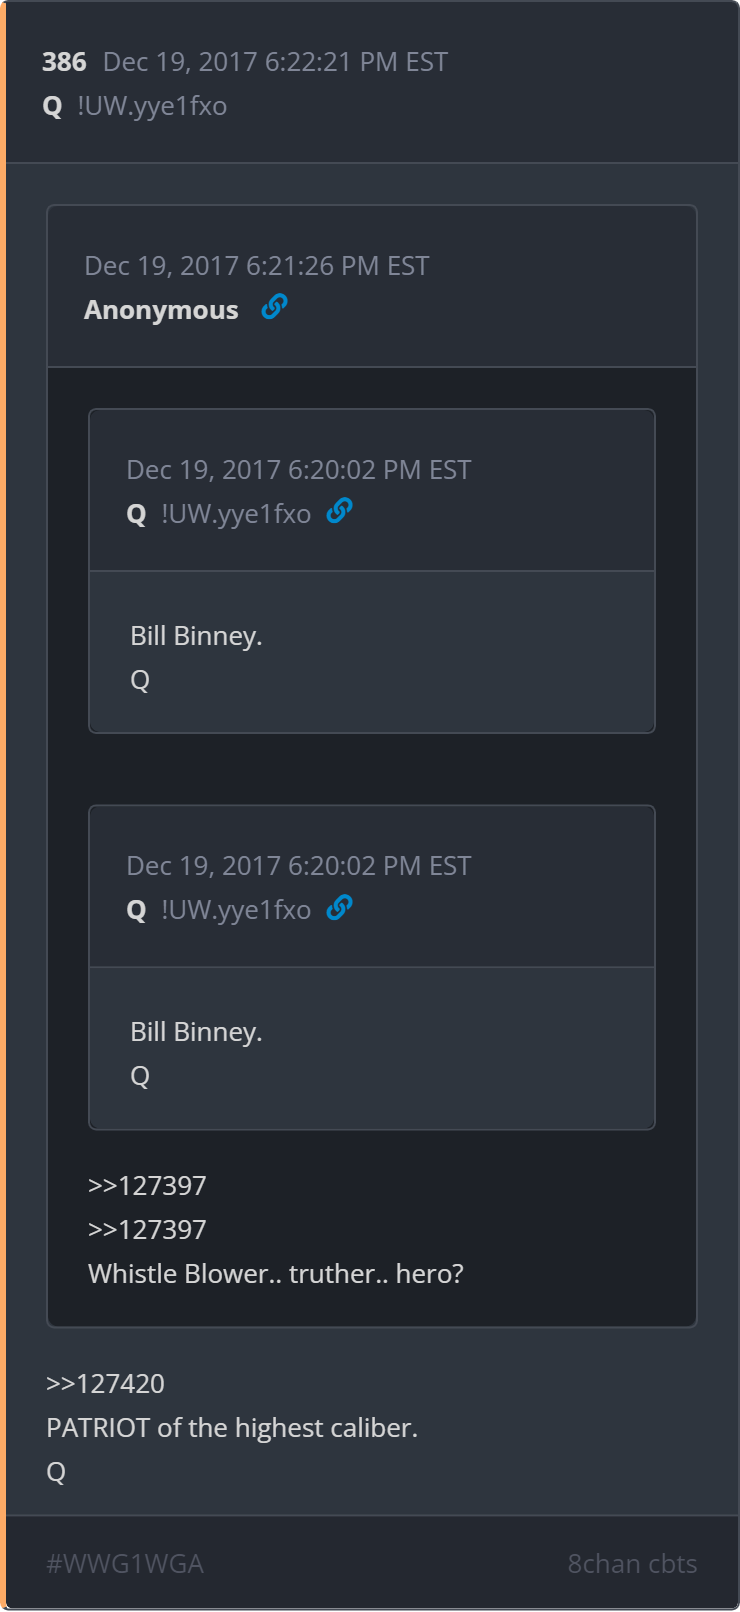 386 Dec 19, 2017 6:22:21 PM EST
Q !UW.yye1fxo
Dec 19, 2017 6:21:26 PM EST
Anonymous
Dec 19, 2017 6:20:02 PM EST
Q !UW.yye1fxo
Bill Binney.
Q
Dec 19, 2017 6:20:02 PM EST
Q !UW.yye1fxo
Bill Binney.
Q
>>127397
>>127397
Whistle Blower.. truther.. hero?
>>127420
PATRIOT of the highest caliber.
Q
#WWG1WGA 8chan cbts